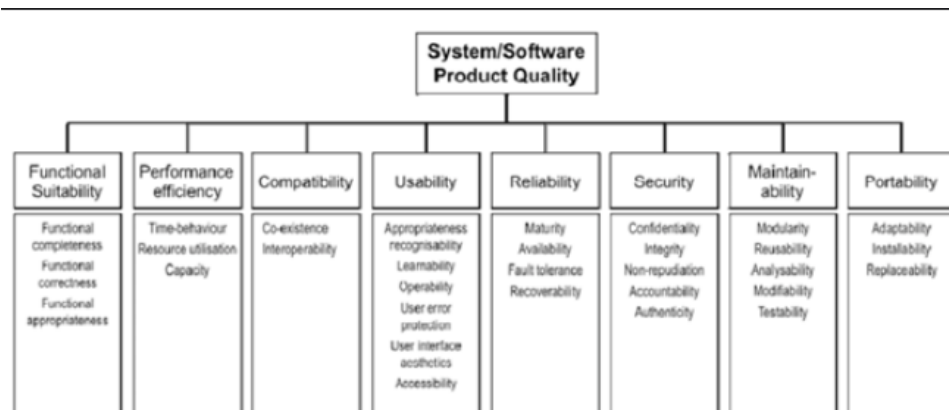 System/Software
Product Quality
Functional
Suitability
Functional
completeness
Functional
correctness
Functional
appropriateness
Performance
efficiency
Time-behaviour
Resource utilisation
Capacity
Compatibility
Co-existence
Interoperability
Usability
Appropriateness
recognisability
Learnability
Operability
User error
protection
User interface
aesthetics
Accessibility
Reliability
Maturity
Availability
Fault tolerance
Recoverability
Security
Confidentiality
Integrity
Non-repudiation
Accountability
Authenticity
Maintain-
ability
Modularity
Reusability
Analysability
Modifiability
Testability
Portability
Adaptability
Installability
Replaceability